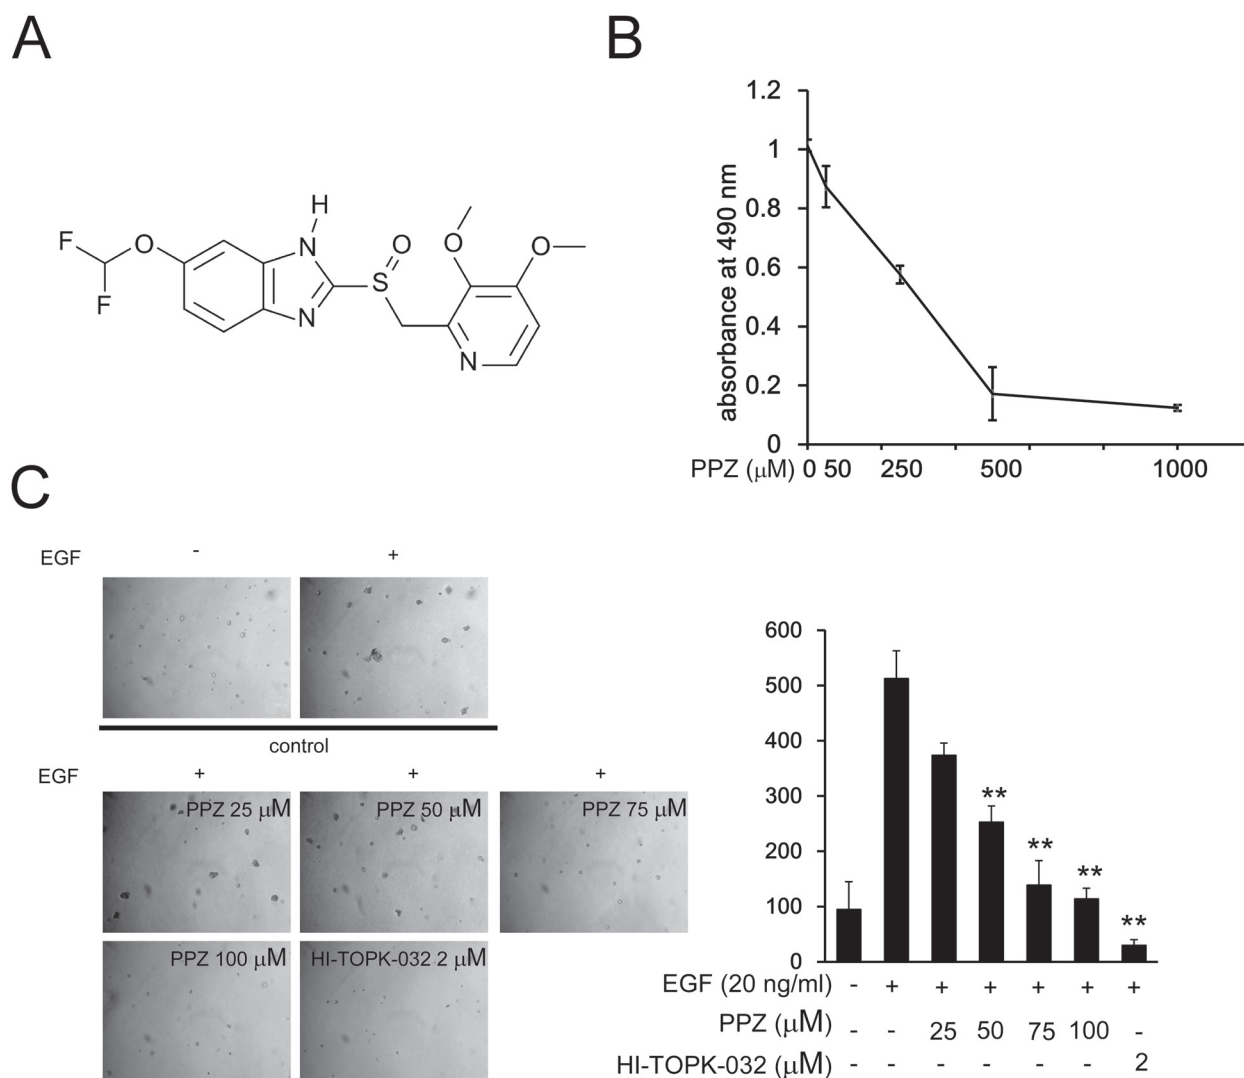 A
B
H
F
O
N
S
O
O
O
F
N
N
1.2
1
0.8
0.6
0.4
0.2
0
absorbance at 490 nm
PPZ (μM) 0 50 250 500 1000
C
EGF - +
control
EGF + + +
PPZ 25 μM
PPZ 50 μM
PPZ 75 μM
PPZ 100 μM
HI-TOPK-032 2 μM
600
500
400
300
200
100
0
**
**
**
**
EGF (20 ng/ml) - + + + + + +
PPZ (μM) - - 25 50 75 100 -
HI-TOPK-032 (μM) - - - - - - 2